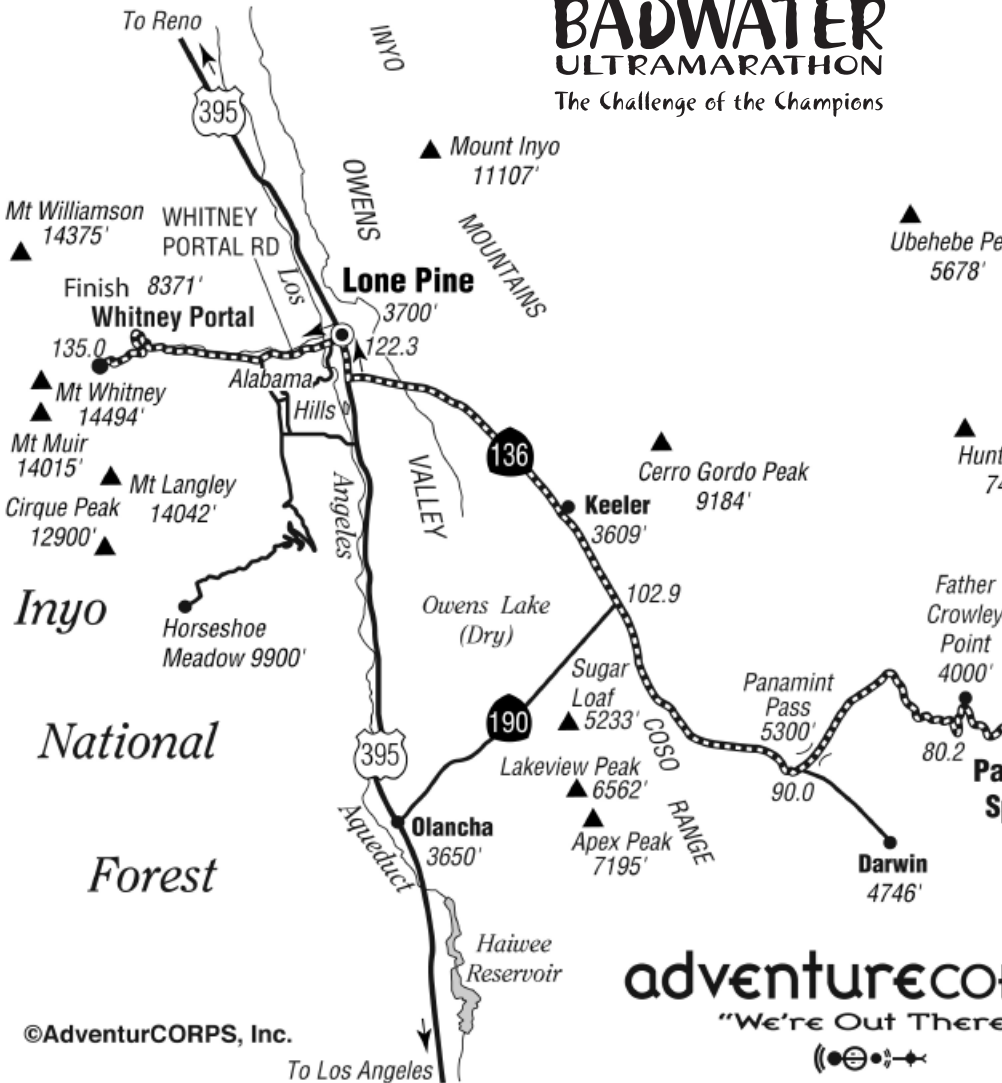 To Reno
INYO
BADWATER
ULTRAMARATHON
The Challenge of the Champions
395
OWENS
Mount Inyo
11107'
Mt Williamson
14375'
WHITNEY
PORTAL RD
MOUNTAINS
Ubehebe Pe
5678'
Los
Finish 8371'
Whitney Portal
Lone Pine
3700'
135.0
122.3
Mt Whitney
14494'
Alabama
Hills
Mt Muir
14015'
136
Cerro Gordo Peak
9184'
Hunt
74
Mt Langley
14042'
Angeles
VALLEY
Cirque Peak
12900'
Keeler
3609'
Inyo
Horseshoe
Meadow 9900'
Owens Lake
(Dry)
102.9
Father
Crowley
Point
4000'
Sugar
Loaf
5233'
Panamint
Pass
5300'
National
190
395
COSO
80.2
Pa
Sp
Lakeview Peak
6562'
90.0
RANGE
Aqueduct
Olancha
3650'
Apex Peak
7195'
Forest
Darwin
4746'
Haiwee
Reservoir
adventurecor
"We're Out There
©AdventurCORPS, Inc.
To Los Angeles